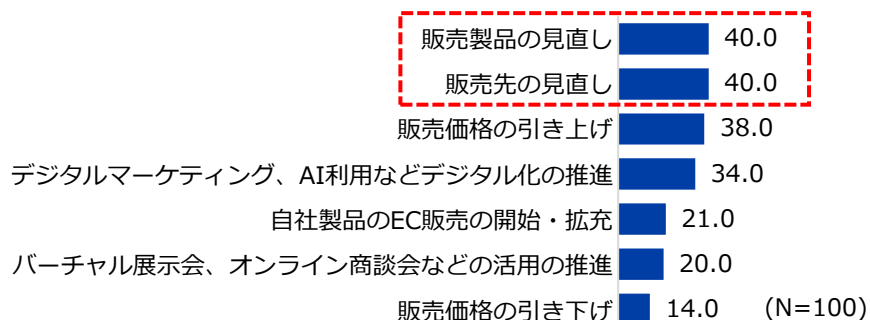 販売製品の見直し 40.0
販売先の見直し 40.0
販売価格の引き上げ 38.0
デジタルマーケティング、AI利用などデジタル化の推進 34.0
自社製品のEC販売の開始・拡充 21.0
バーチャル展示会、オンライン商談会などの活用の推進 20.0
販売価格の引き下げ 14.0 (N=100)